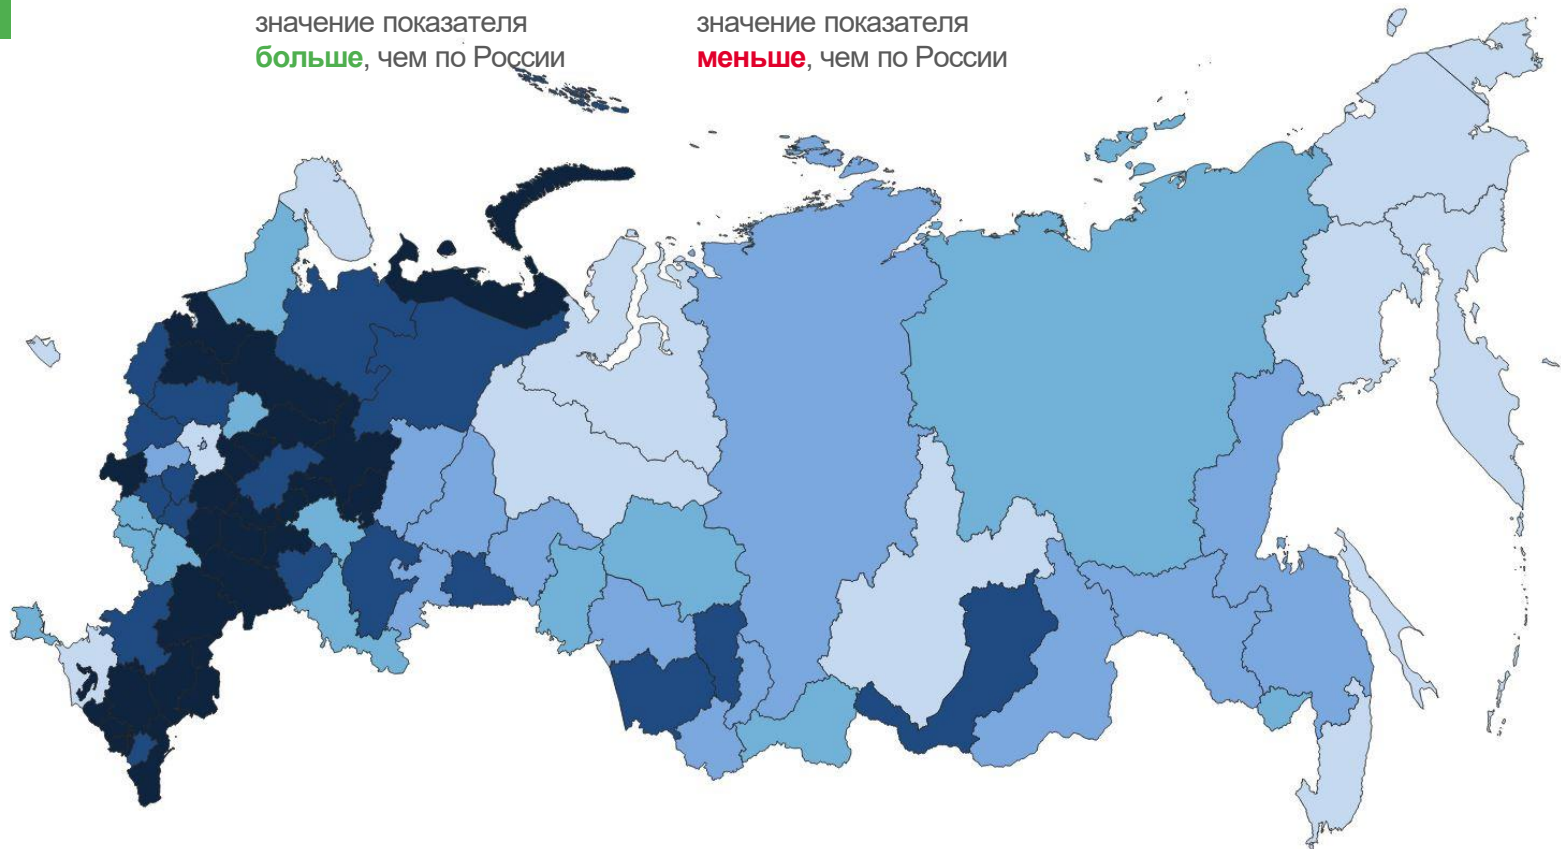 значение показателя
больше, чем по России
значение показателя
меньше, чем по России